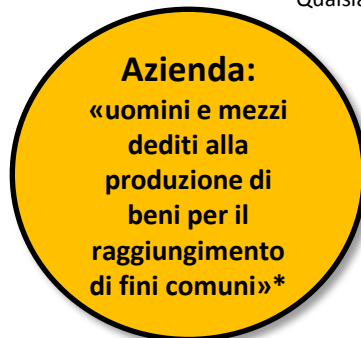 Azienda:
«uomini e mezzi
dediti alla
produzione di
beni per il
raggiungimento
di fini comuni»*